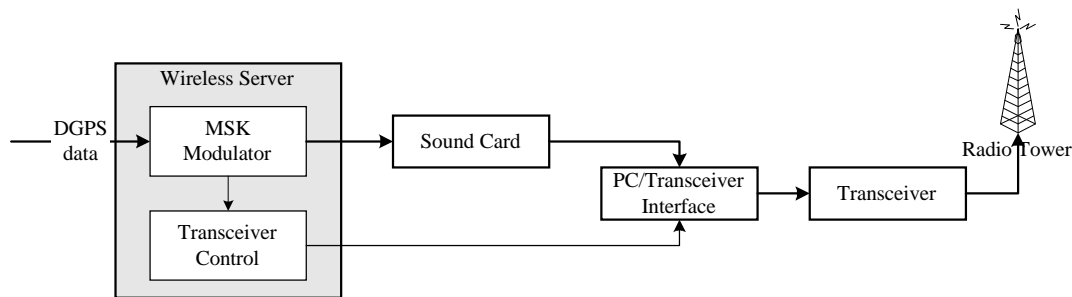 Wireless Server
DGPS
data
MSK
Modulator
Transceiver
Control
Sound Card
PC/Transceiver
Interface
Transceiver
Radio Tower